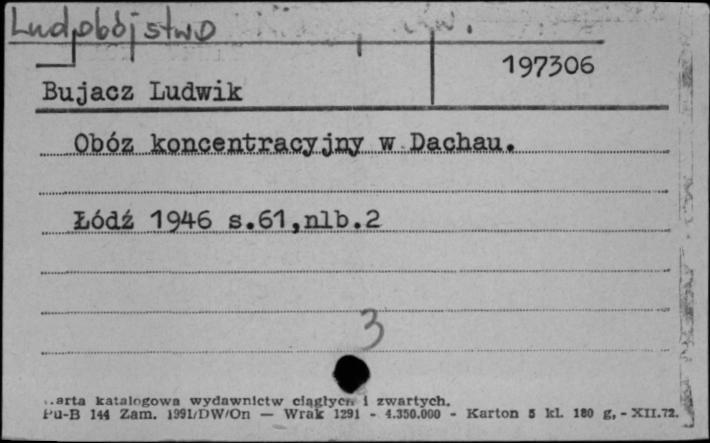 Ludobójstwo
197306
Bujacz Ludwik
Obóz koncentracyjny w Dachau.
Łódź 1946 s.61,nlb.2
3
arta katalogowa wydawnictw ciągłych i zwartych.
Pu-B 144 Zam. 1991/DW/On — Wrak 1291 - 4.350.000 - Karton 5 kl. 180 g, - XII.72.